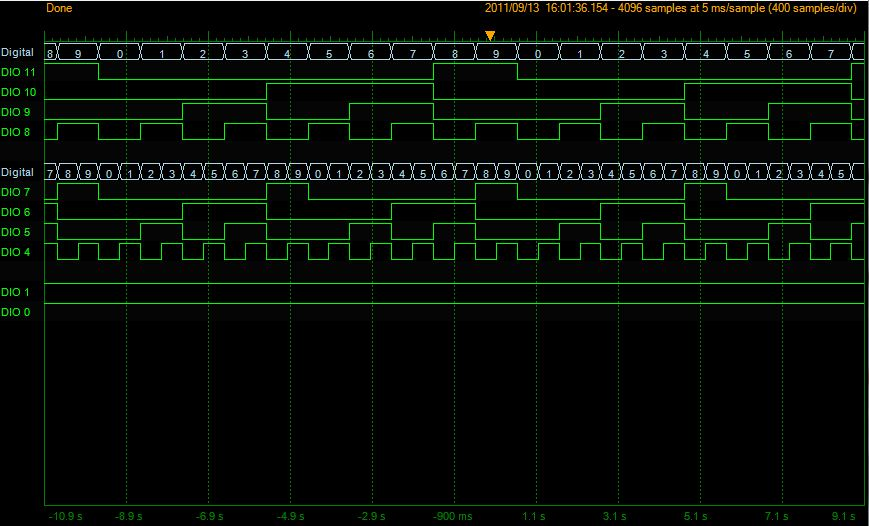 Done 2011/09/13 16:01:36.154 - 4096 samples at 5 ms/sample (400 samples/div)
Digital 8 9 0 1 2 3 4 5 6 7 8 9 0 1 2 3 4 5 6 7
DIO 11
DIO 10
DIO 9
DIO 8
Digital 7 8 9 0 1 2 3 4 5 6 7 8 9 0 1 2 3 4 5 6 7 8 9 0 1 2 3 4 5 6 7 8 9 0 1 2 3 4 5
DIO 7
DIO 6
DIO 5
DIO 4
DIO 1
DIO 0
-10.9 s -8.9 s -6.9 s -4.9 s -2.9 s -900 ms 1.1 s 3.1 s 5.1 s 7.1 s 9.1 s